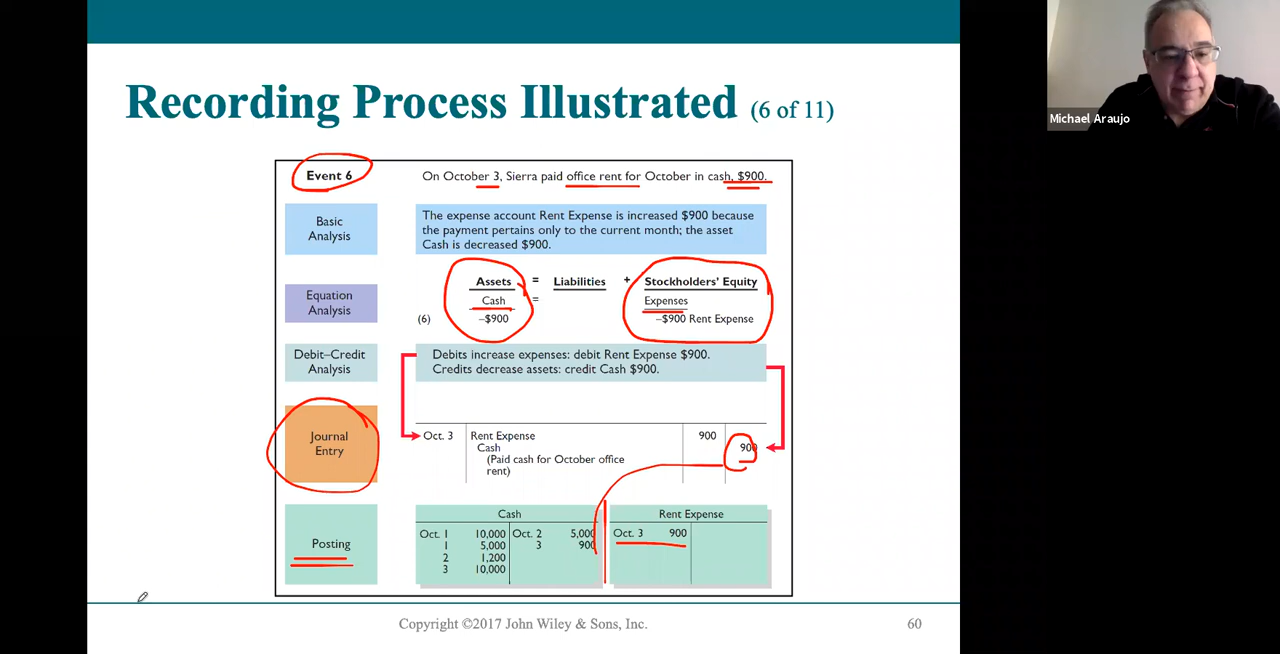 Recording Process Illustrated (6 of 11)
Michael Araujo
Event 6
On October 3, Sierra paid office rent for October in cash, $900.
Basic
Analysis
The expense account Rent Expense is increased $900 because
the payment pertains only to the current month; the asset
Cash is decreased $900.
Equation
Analysis
Assets = Liabilities + Stockholders' Equity
Cash = Expenses
(6) –$900 –$900 Rent Expense
Debit–Credit
Analysis
Debits increase expenses: debit Rent Expense $900.
Credits decrease assets: credit Cash $900.
Journal
Entry
Oct. 3 Rent Expense 900
Cash 900
(Paid cash for October office
rent)
Posting
Cash
Oct. 1 10,000 Oct. 2 5,000
1 5,000 3 900
2 1,200
3 10,000
Rent Expense
Oct. 3 900
Copyright ©2017 John Wiley & Sons, Inc.
60